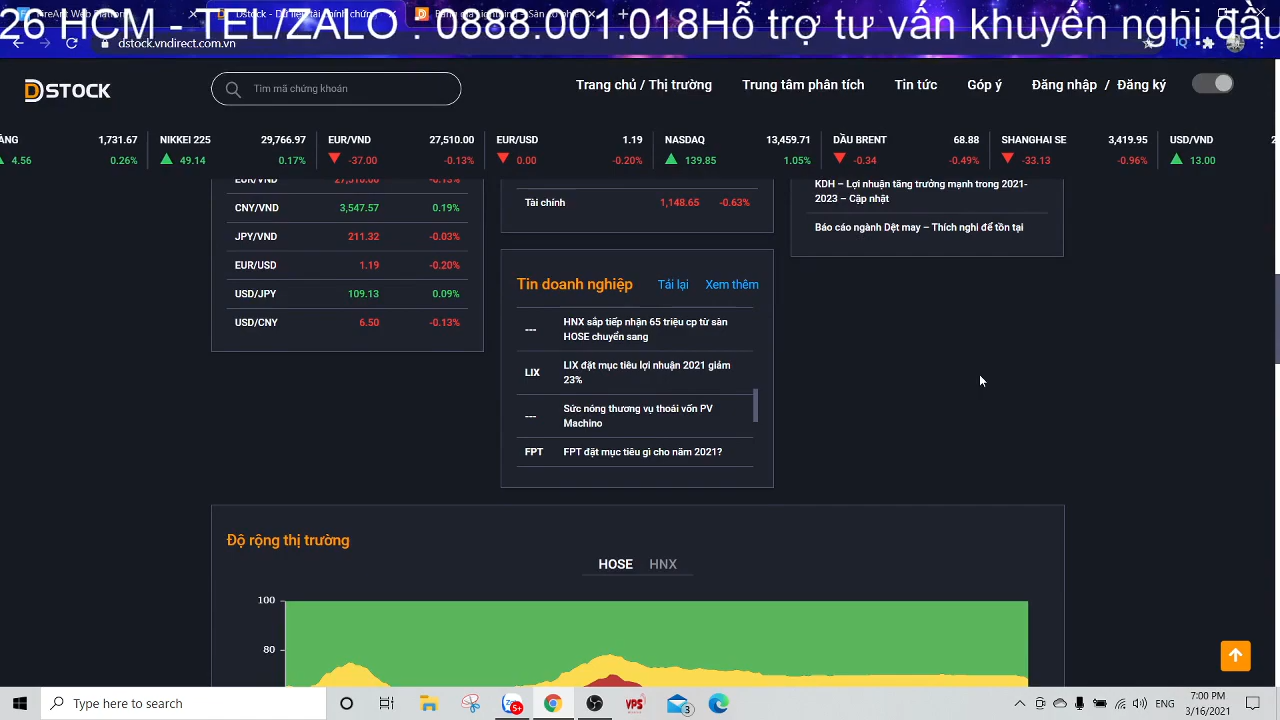 26 HCM - TEL/ZALO : 0888.001.018Hỗ trợ tư vấn khuyến nghị đầu
dstock.vndirect.com.vn
DSTOCK
Tìm mã chứng khoán
Trang chủ / Thị trường
Trung tâm phân tích
Tin tức
Góp ý
Đăng nhập / Đăng ký
ÀNG 1,731.67
4.56 0.26%
NIKKEI 225 29,766.97
49.14 0.17%
EUR/VND 27,510.00
-37.00 -0.13%
EUR/USD 1.19
0.00 -0.20%
NASDAQ 13,459.71
139.85 1.05%
DẦU BRENT 68.88
-0.34 -0.49%
SHANGHAI SE 3,419.95
-33.13 -0.96%
USD/VND
13.00
EUR/VND 27,510.00 -0.13%
CNY/VND 3,547.57 0.19%
JPY/VND 211.32 -0.03%
EUR/USD 1.19 -0.20%
USD/JPY 109.13 0.09%
USD/CNY 6.50 -0.13%
Tài chính 1,148.65 -0.63%
Tin doanh nghiệp Tải lại Xem thêm
--- HNX sắp tiếp nhận 65 triệu cp từ sàn
HOSE chuyển sang
LIX LIX đặt mục tiêu lợi nhuận 2021 giảm
23%
--- Sức nóng thương vụ thoái vốn PV
Machino
FPT FPT đặt mục tiêu gì cho năm 2021?
KDH – Lợi nhuận tăng trưởng mạnh trong 2021-
2023 – Cập nhật
Báo cáo ngành Dệt may – Thích nghi để tồn tại
Độ rộng thị trường
HOSE HNX
100
80
Type here to search
5+
VPS
3
ENG
7:00 PM
3/16/2021